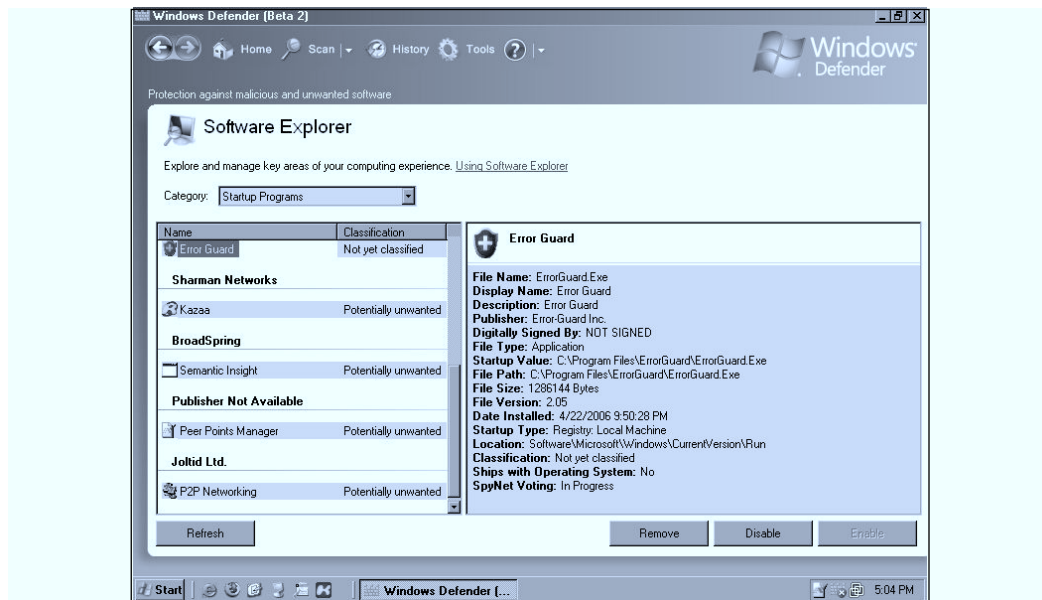 Windows Defender (Beta 2)
Home Scan History Tools
Windows
Defender
Protection against malicious and unwanted software
Software Explorer
Explore and manage key areas of your computing experience. Using Software Explorer
Category: Startup Programs
Name Classification
Error Guard Not yet classified
Sharman Networks
Kazaa Potentially unwanted
BroadSpring
Semantic Insight Potentially unwanted
Publisher Not Available
Peer Points Manager Potentially unwanted
Joltid Ltd.
P2P Networking Potentially unwanted
Error Guard
File Name: ErrorGuard.Exe
Display Name: Error Guard
Description: Error Guard
Publisher: Error-Guard Inc.
Digitally Signed By: NOT SIGNED
File Type: Application
Startup Value: C:\Program Files\ErrorGuard\ErrorGuard.Exe
File Path: C:\Program Files\ErrorGuard\ErrorGuard.Exe
File Size: 1286144 Bytes
File Version: 2.05
Date Installed: 4/22/2006 9:50:28 PM
Startup Type: Registry: Local Machine
Location: Software\Microsoft\Windows\CurrentVersion\Run
Classification: Not yet classified
Ships with Operating System: No
SpyNet Voting: In Progress
Refresh Remove Disable Enable
Start Windows Defender (... 5:04 PM